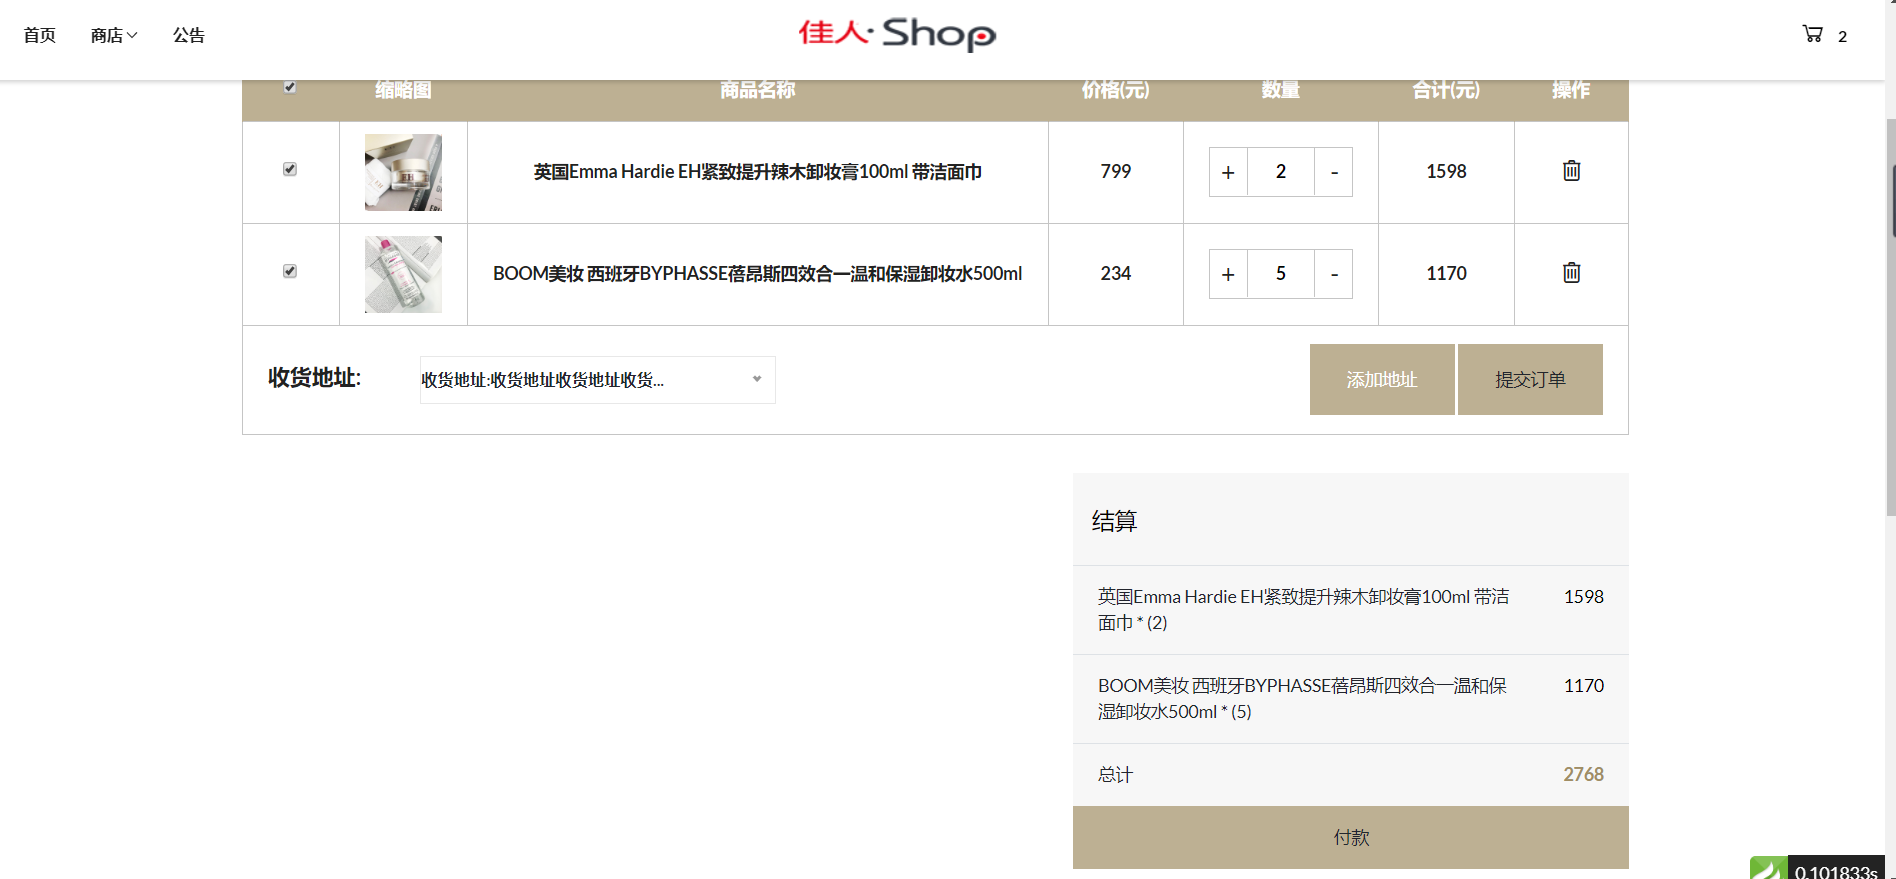 首页 商店 公告 佳人·Shop 2
缩略图 商品名称 价格(元) 数量 合计(元) 操作
英国Emma Hardie EH紧致提升辣木卸妆膏100ml 带洁面巾 799 + 2 - 1598
BOOM美妆 西班牙BYPHASSE蓓昂斯四效合一温和保湿卸妆水500ml 234 + 5 - 1170
收货地址: 收货地址:收货地址收货地址收货... 添加地址 提交订单
结算
英国Emma Hardie EH紧致提升辣木卸妆膏100ml 带洁 1598
面巾 * (2)
BOOM美妆 西班牙BYPHASSE蓓昂斯四效合一温和保 1170
湿卸妆水500ml * (5)
总计 2768
付款
0.101833s